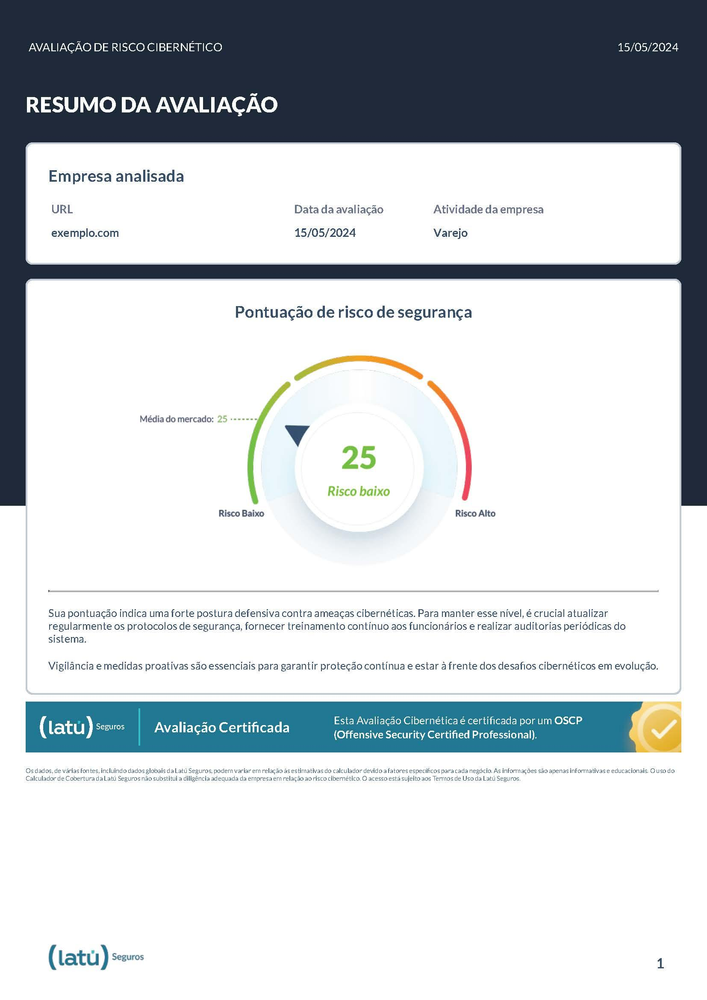 AVALIAÇÃO DE RISCO CIBERNÉTICO
15/05/2024
RESUMO DA AVALIAÇÃO
Empresa analisada
URL
Data da avaliação
Atividade da empresa
exemplo.com
15/05/2024
Varejo
Pontuação de risco de segurança
Média do mercado: 25
25
Risco baixo
Risco Baixo
Risco Alto
Sua pontuação indica uma forte postura defensiva contra ameaças cibernéticas. Para manter esse nível, é crucial atualizar
regularmente os protocolos de segurança, fornecer treinamento contínuo aos funcionários e realizar auditorias periódicas do
sistema.
Vigilância e medidas proativas são essenciais para garantir proteção contínua e estar à frente dos desafios cibernéticos em evolução.
(latú) Seguros
Avaliação Certificada
Esta Avaliação Cibernética é certificada por um OSCP
(Offensive Security Certified Professional).
Os dados, de várias fontes, incluindo dados globais da Latú Seguros, podem variar em relação às estimativas do calculador devido a fatores específicos para cada negócio. As informações são apenas informativas e educacionais. O uso do
Calculador de Cobertura da Latú Seguros não substitui a diligência adequada da empresa em relação ao risco cibernético. O acesso está sujeito aos Termos de Uso da Latú Seguros.
(latú) Seguros
1